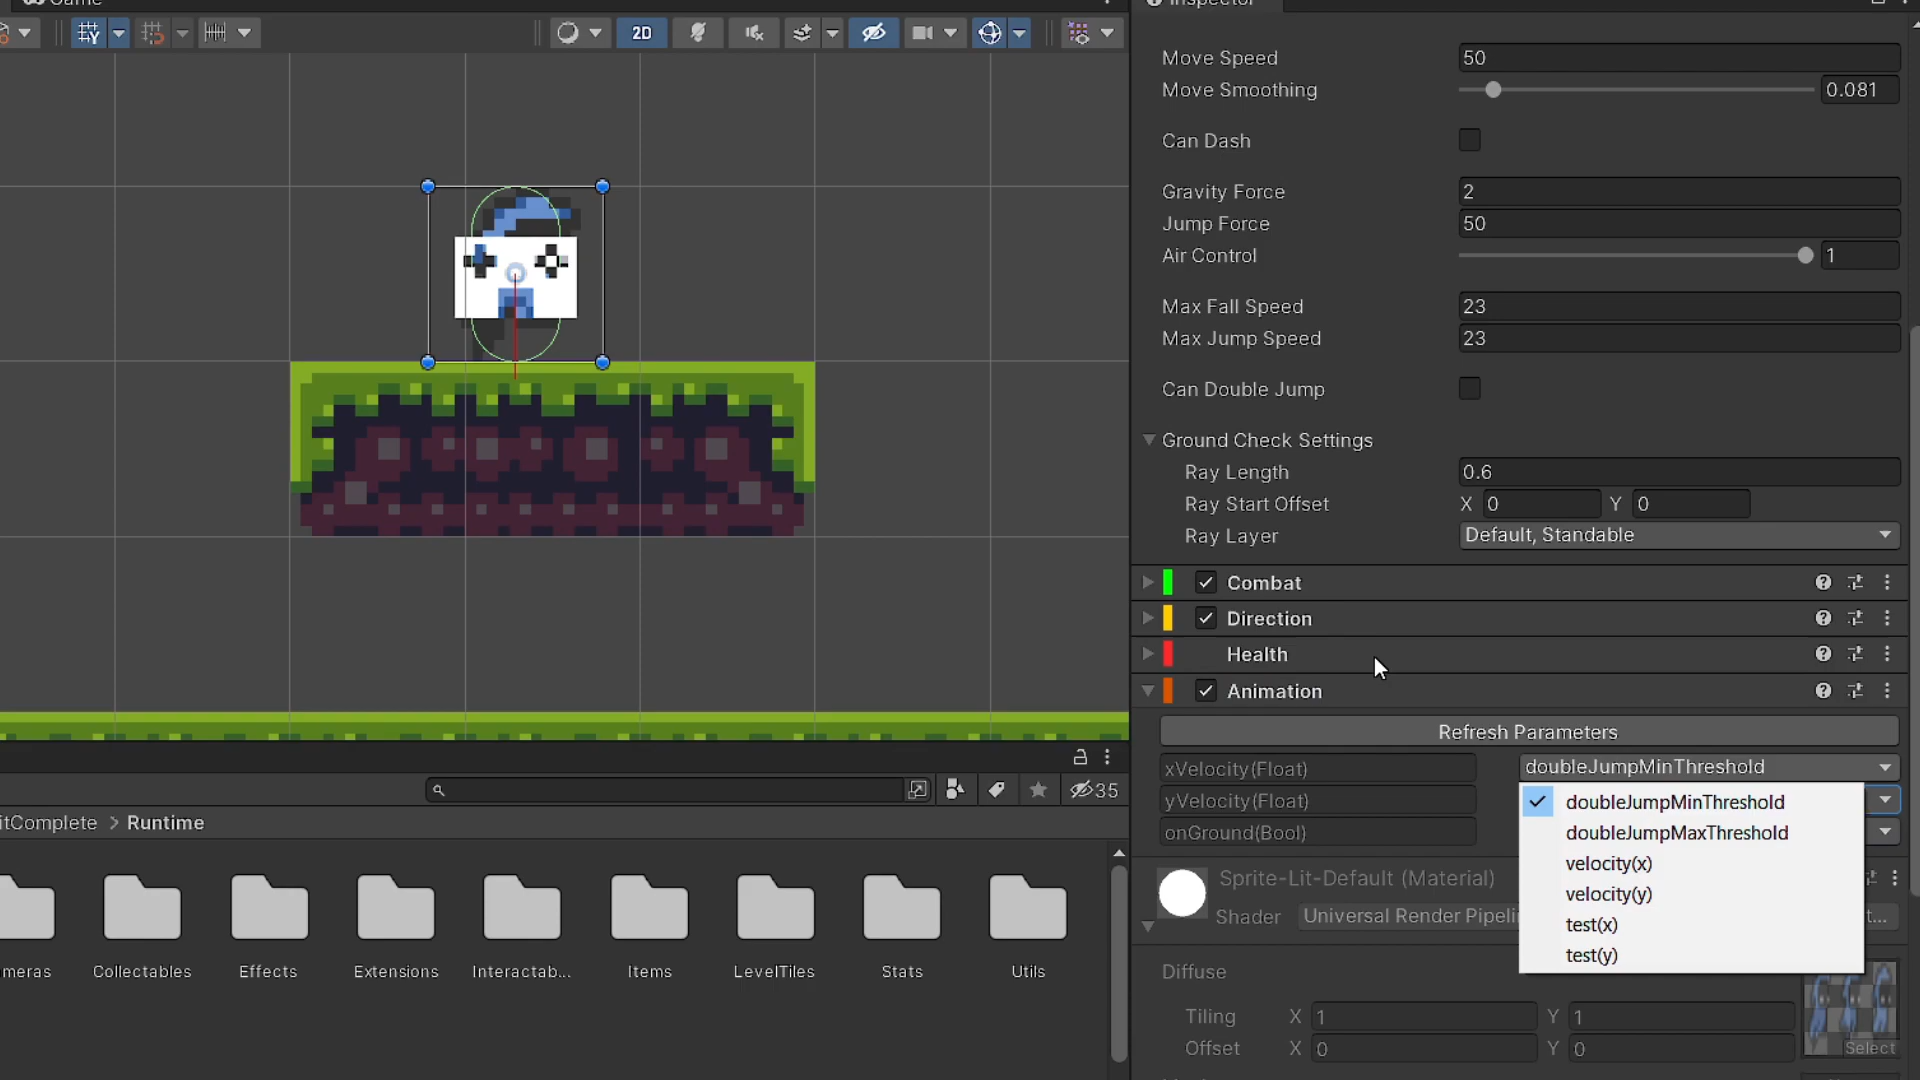 Game
Inspector
2D
Move Speed 50
Move Smoothing 0.081
Can Dash
Gravity Force 2
Jump Force 50
Air Control 1
Max Fall Speed 23
Max Jump Speed 23
Can Double Jump
Ground Check Settings
Ray Length 0.6
Ray Start Offset X 0 Y 0
Ray Layer Default, Standable
Combat
Direction
Health
Animation
Refresh Parameters
xVelocity(Float) doubleJumpMinThreshold
yVelocity(Float)
onGround(Bool)
doubleJumpMinThreshold
doubleJumpMaxThreshold
velocity(x)
velocity(y)
test(x)
test(y)
Sprite-Lit-Default (Material)
Shader Universal Render Pipelin
t...
Diffuse
Tiling X 1 Y 1
Offset X 0 Y 0
Select
35
itComplete > Runtime
meras
Collectables
Effects
Extensions
Interactab...
Items
LevelTiles
Stats
Utils